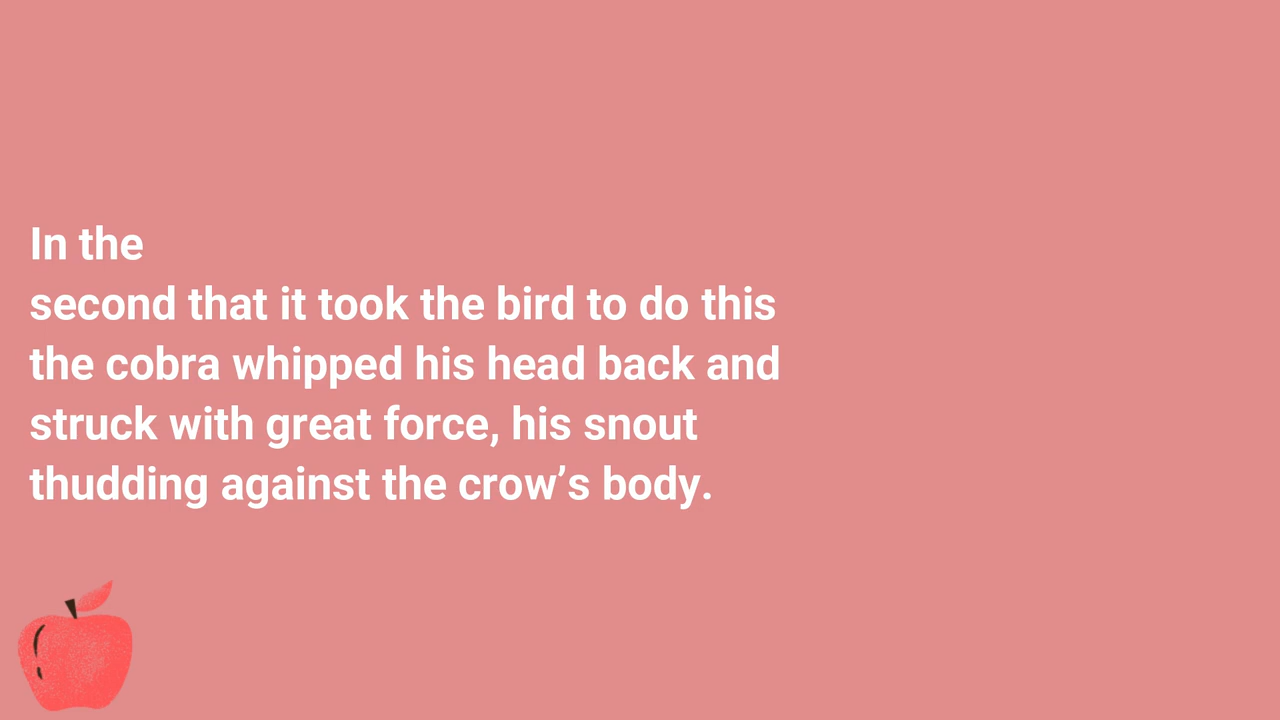 In the
second that it took the bird to do this
the cobra whipped his head back and
struck with great force, his snout
thudding against the crow’s body.